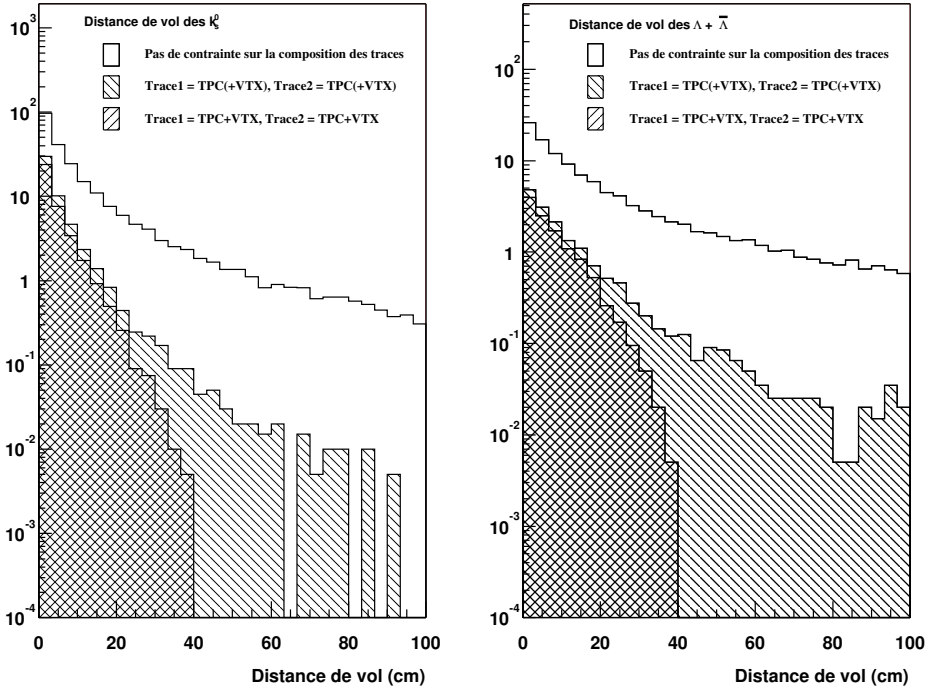 Distance de vol des K⁰ₛ
Pas de contrainte sur la composition des traces
Trace1 = TPC(+VTX), Trace2 = TPC(+VTX)
Trace1 = TPC+VTX, Trace2 = TPC+VTX
10³
10²
10
1
10⁻¹
10⁻²
10⁻³
10⁻⁴
0 20 40 60 80 100
Distance de vol (cm)
Distance de vol des Λ + Λ̅
Pas de contrainte sur la composition des traces
Trace1 = TPC(+VTX), Trace2 = TPC(+VTX)
Trace1 = TPC+VTX, Trace2 = TPC+VTX
10²
10
1
10⁻¹
10⁻²
10⁻³
10⁻⁴
0 20 40 60 80 100
Distance de vol (cm)